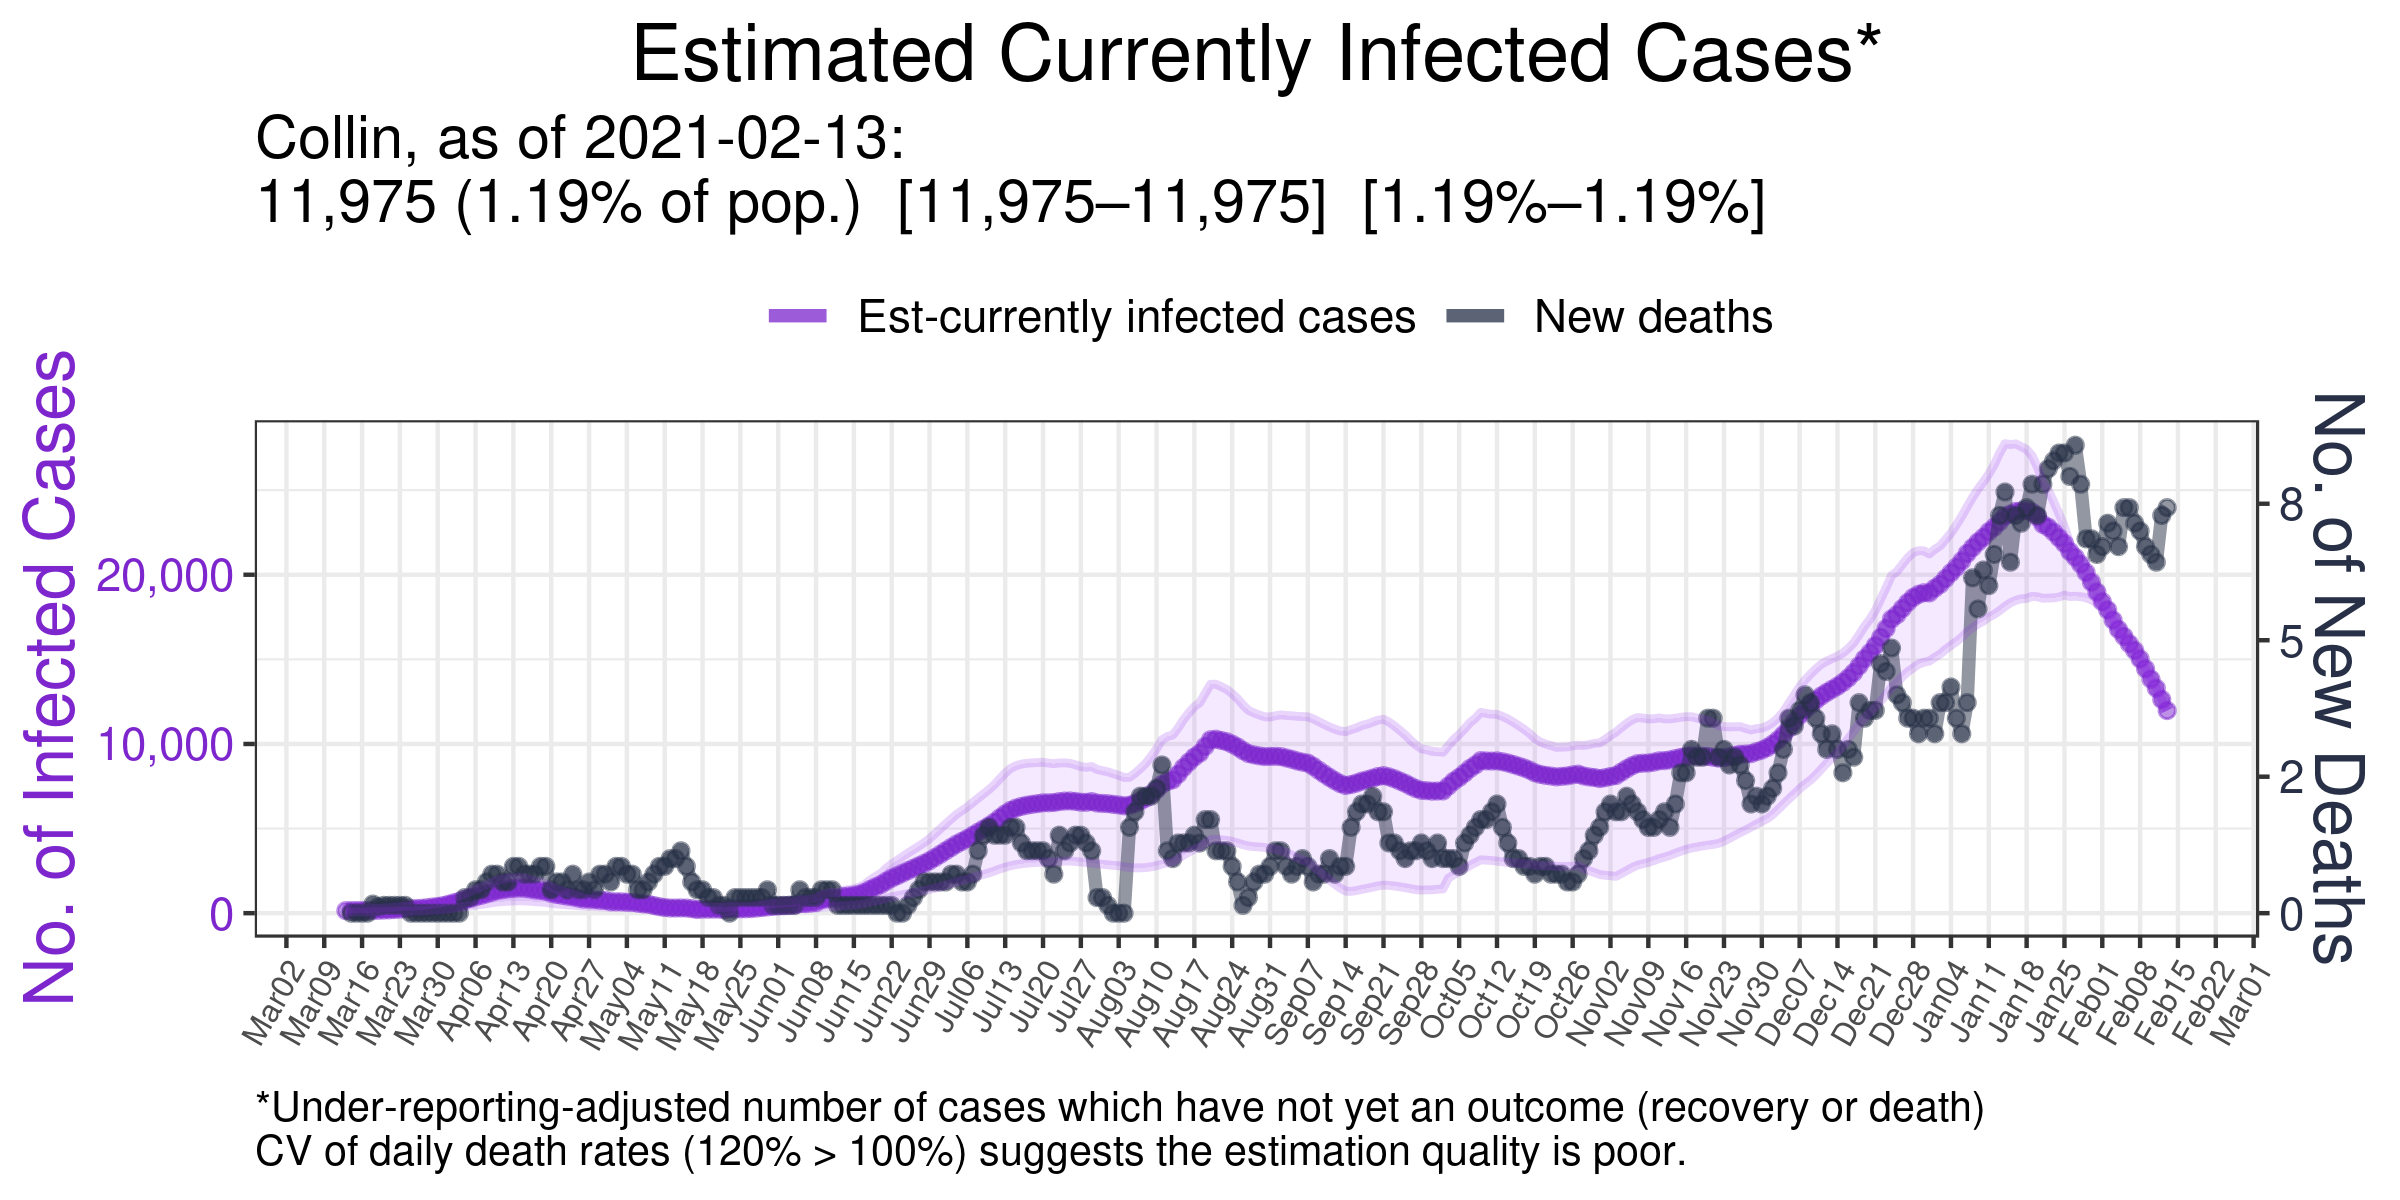 Estimated Currently Infected Cases*
Collin, as of 2021-02-13:
11,975 (1.19% of pop.)  [11,975–11,975]  [1.19%–1.19%]
Est-currently infected cases
New deaths
No. of Infected Cases
20,000
10,000
0
No. of New Deaths
8
5
2
0
Mar02
Mar09
Mar16
Mar23
Mar30
Apr06
Apr13
Apr20
Apr27
May04
May11
May18
May25
Jun01
Jun08
Jun15
Jun22
Jun29
Jul06
Jul13
Jul20
Jul27
Aug03
Aug10
Aug17
Aug24
Aug31
Sep07
Sep14
Sep21
Sep28
Oct05
Oct12
Oct19
Oct26
Nov02
Nov09
Nov16
Nov23
Nov30
Dec07
Dec14
Dec21
Dec28
Jan04
Jan11
Jan18
Jan25
Feb01
Feb08
Feb15
Feb22
Mar01
*Under-reporting-adjusted number of cases which have not yet an outcome (recovery or death)
CV of daily death rates (120% > 100%) suggests the estimation quality is poor.